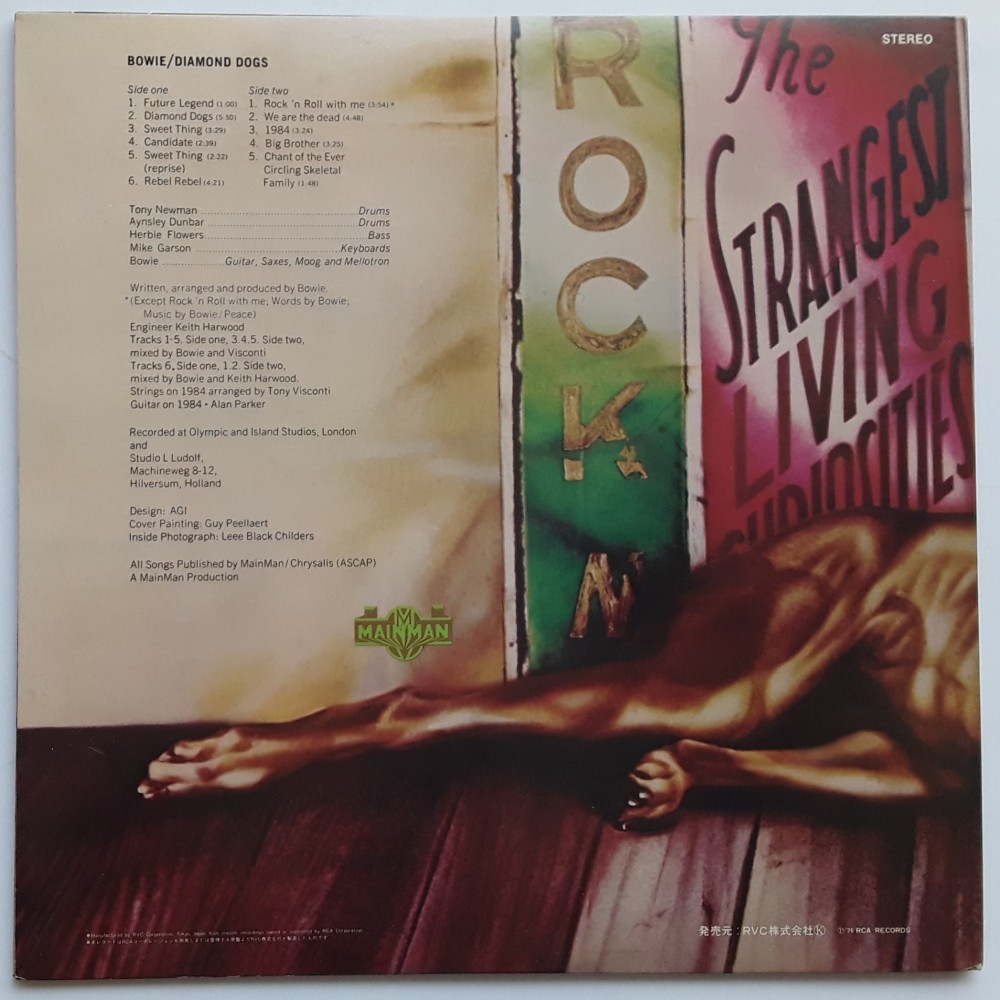 BOWIE/DIAMOND DOGS
Side one
1. Future Legend (1:00)
2. Diamond Dogs (5:50)
3. Sweet Thing (3:29)
4. Candidate (2:39)
5. Sweet Thing (2:32)
(reprise)
6. Rebel Rebel (4:21)
Side two
1. Rock 'n Roll with me (3:54)*
2. We are the dead (4:48)
3. 1984 (3:24)
4. Big Brother (3:25)
5. Chant of the Ever
Circling Skeletal
Family (1:48)
Tony Newman Drums
Aynsley Dunbar Drums
Herbie Flowers Bass
Mike Garson Keyboards
Bowie Guitar, Saxes, Moog and Mellotron
Written, arranged and produced by Bowie.
*(Except Rock 'n Roll with me; Words by Bowie;
Music by Bowie/Peace)
Engineer Keith Harwood
Tracks 1-5, Side one, 3.4.5. Side two,
mixed by Bowie and Visconti
Tracks 6, Side one, 1.2. Side two,
mixed by Bowie and Keith Harwood.
Strings on 1984 arranged by Tony Visconti
Guitar on 1984 • Alan Parker
Recorded at Olympic and Island Studios, London
and
Studio L Ludolf,
Machineweg 8-12,
Hilversum, Holland
Design: AGI
Cover Painting: Guy Peellaert
Inside Photograph: Leee Black Childers
All Songs Published by MainMan/Chrysalis (ASCAP)
A MainMan Production
MAINMAN
ROCK N
STEREO
The
STRANGEST
LIVING
CURIOSITIES
発売元：RVC株式会社Ⓚ Ⓟ'76 RCA RECORDS